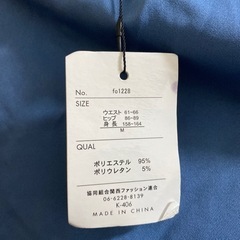 No. fo1228
SIZE
ウエスト 61-66
ヒップ 86-89
身長 158-164
M
QUAL
ポリエステル 95%
ポリウレタン 5%
協同組合関西ファッション連合
06-6228-8139
K-406
MADE IN CHINA